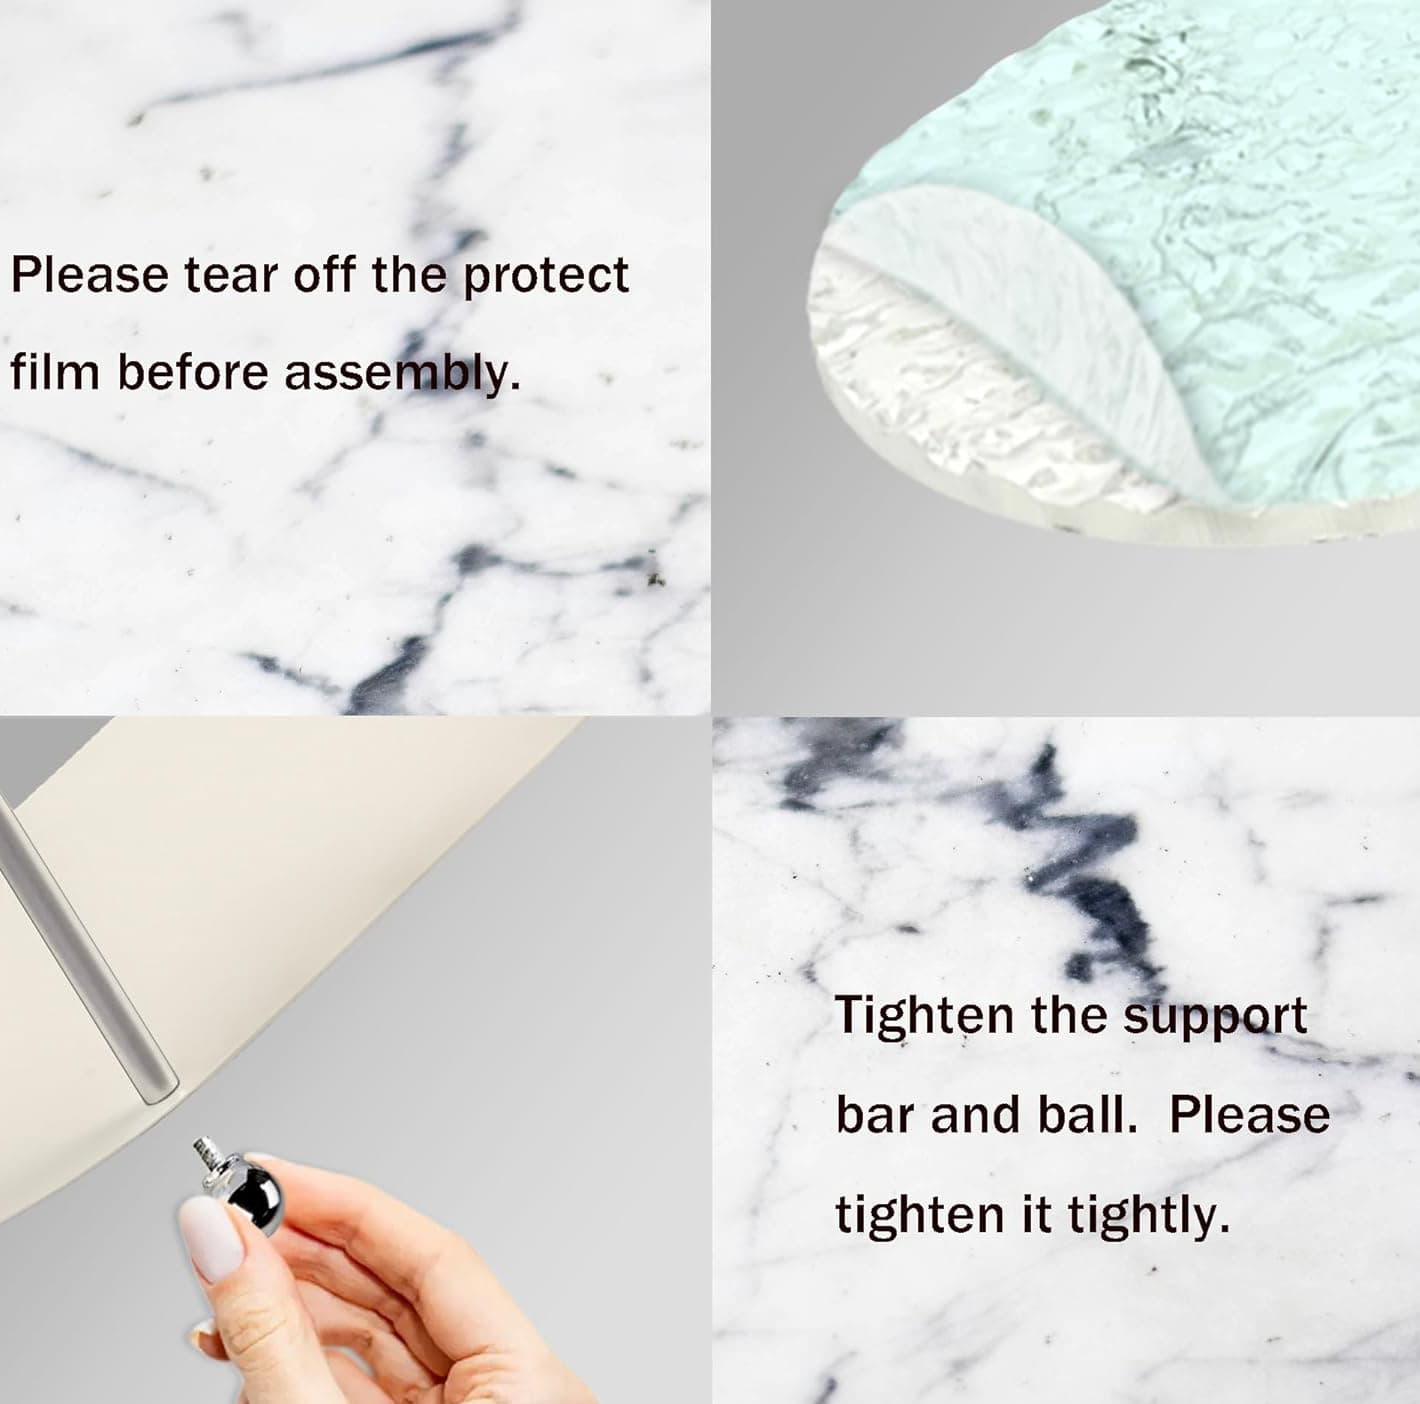 Please tear off the protect
film before assembly.
Tighten the support
bar and ball. Please
tighten it tightly.